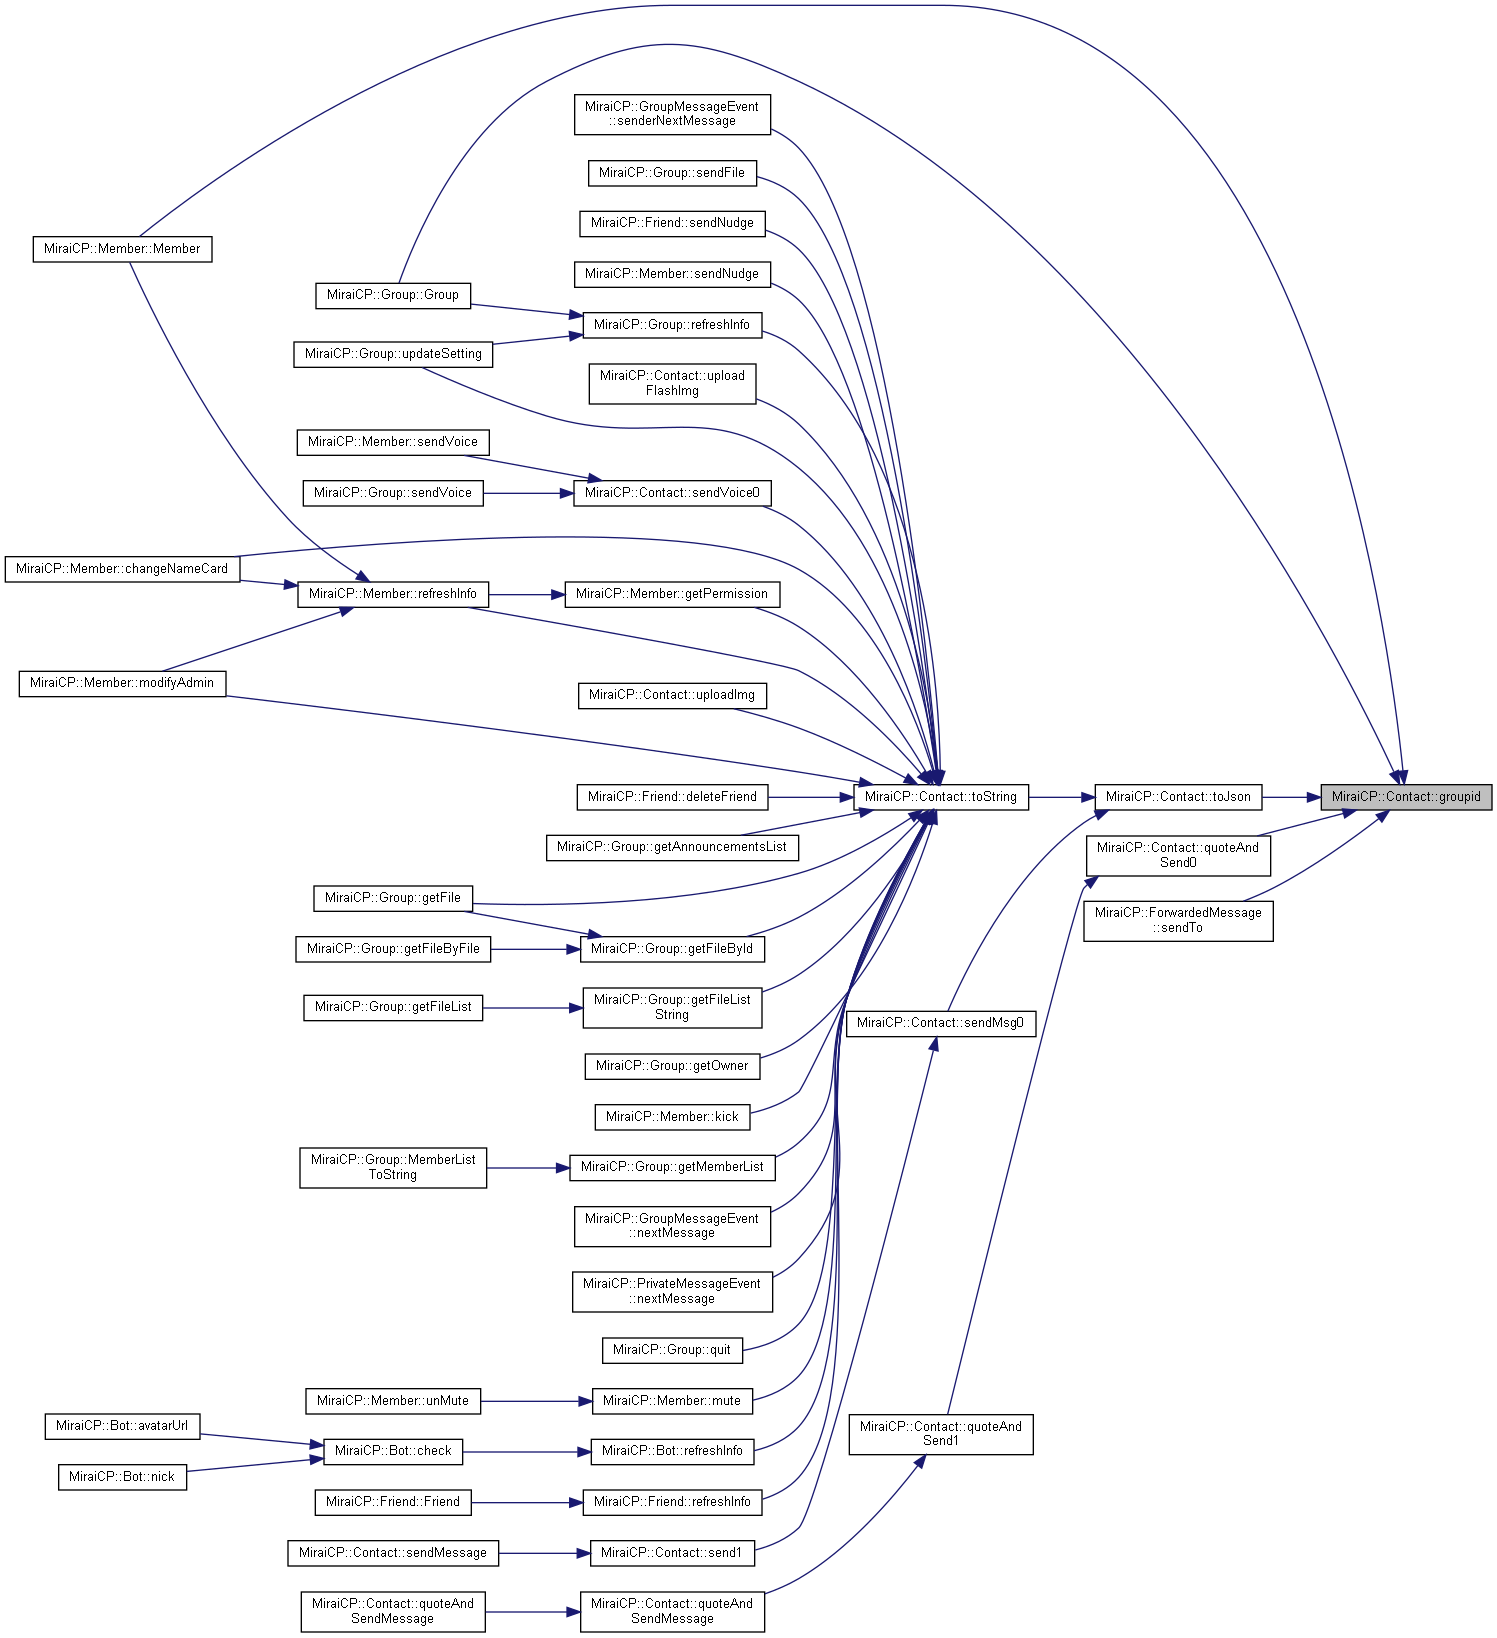 MiraiCP::GroupMessageEvent
::senderNextMessage
MiraiCP::Group::sendFile
MiraiCP::Friend::sendNudge
MiraiCP::Member::Member
MiraiCP::Member::sendNudge
MiraiCP::Group::Group
MiraiCP::Group::refreshInfo
MiraiCP::Group::updateSetting
MiraiCP::Contact::upload
FlashImg
MiraiCP::Member::sendVoice
MiraiCP::Group::sendVoice
MiraiCP::Contact::sendVoice0
MiraiCP::Member::changeNameCard
MiraiCP::Member::refreshInfo
MiraiCP::Member::getPermission
MiraiCP::Member::modifyAdmin
MiraiCP::Contact::uploadImg
MiraiCP::Friend::deleteFriend
MiraiCP::Contact::toString
MiraiCP::Contact::toJson
MiraiCP::Contact::groupid
MiraiCP::Group::getAnnouncementsList
MiraiCP::Contact::quoteAnd
Send0
MiraiCP::Group::getFile
MiraiCP::ForwardedMessage
::sendTo
MiraiCP::Group::getFileByFile
MiraiCP::Group::getFileById
MiraiCP::Group::getFileList
MiraiCP::Group::getFileList
String
MiraiCP::Contact::sendMsg0
MiraiCP::Group::getOwner
MiraiCP::Member::kick
MiraiCP::Group::MemberList
ToString
MiraiCP::Group::getMemberList
MiraiCP::GroupMessageEvent
::nextMessage
MiraiCP::PrivateMessageEvent
::nextMessage
MiraiCP::Group::quit
MiraiCP::Member::unMute
MiraiCP::Member::mute
MiraiCP::Bot::avatarUrl
MiraiCP::Contact::quoteAnd
Send1
MiraiCP::Bot::check
MiraiCP::Bot::refreshInfo
MiraiCP::Bot::nick
MiraiCP::Friend::Friend
MiraiCP::Friend::refreshInfo
MiraiCP::Contact::sendMessage
MiraiCP::Contact::send1
MiraiCP::Contact::quoteAnd
SendMessage
MiraiCP::Contact::quoteAnd
SendMessage